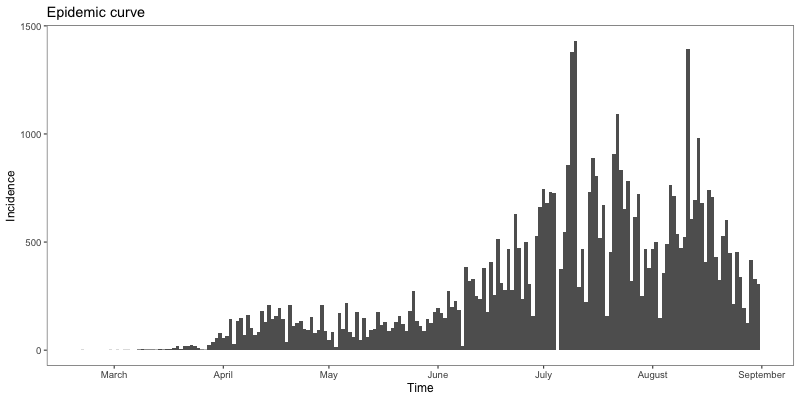 Epidemic curve
1500
1000
500
0
Incidence
March April May June July August September
Time